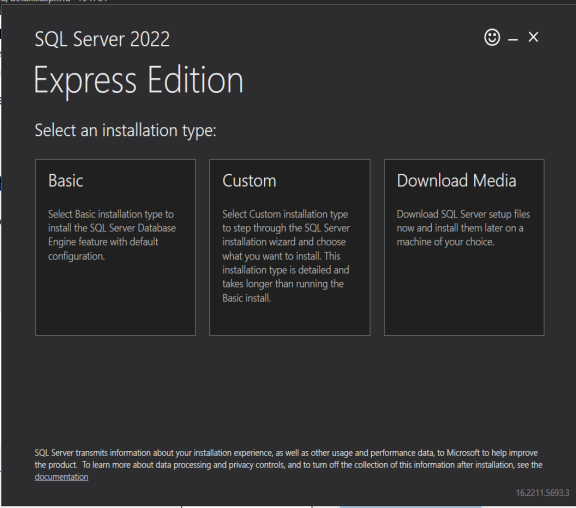 SQL Server 2022
Express Edition
Select an installation type:
Basic
Select Basic installation type to
install the SQL Server Database
Engine feature with default
configuration.
Custom
Select Custom installation type
to step through the SQL Server
installation wizard and choose
what you want to install. This
installation type is detailed and
takes longer than running the
Basic install.
Download Media
Download SQL Server setup files
now and install them later on a
machine of your choice.
SQL Server transmits information about your installation experience, as well as other usage and performance data, to Microsoft to help improve
the product. To learn more about data processing and privacy controls, and to turn off the collection of this information after installation, see the
documentation
16.2211.5693.3